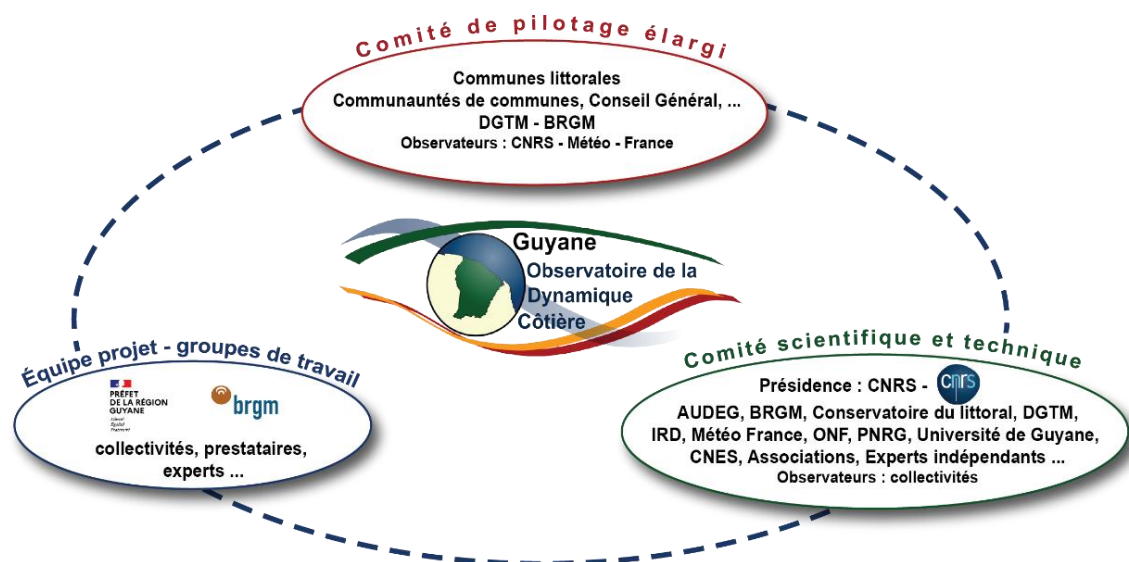 Comité de pilotage élargi
Communes littorales
Communauntés de communes, Conseil Général, ...
DGTM - BRGM
Observateurs : CNRS - Météo - France
Guyane
Observatoire de la
Dynamique
Côtière
Équipe projet - groupes de travail
PRÉFET
DE LA RÉGION
GUYANE
Liberté
Égalité
Fraternité
brgm
collectivités, prestataires,
experts ...
Comité scientifique et technique
Présidence : CNRS - cnrs
AUDEG, BRGM, Conservatoire du littoral, DGTM,
IRD, Météo France, ONF, PNRG, Université de Guyane,
CNES, Associations, Experts indépendants ...
Observateurs : collectivités